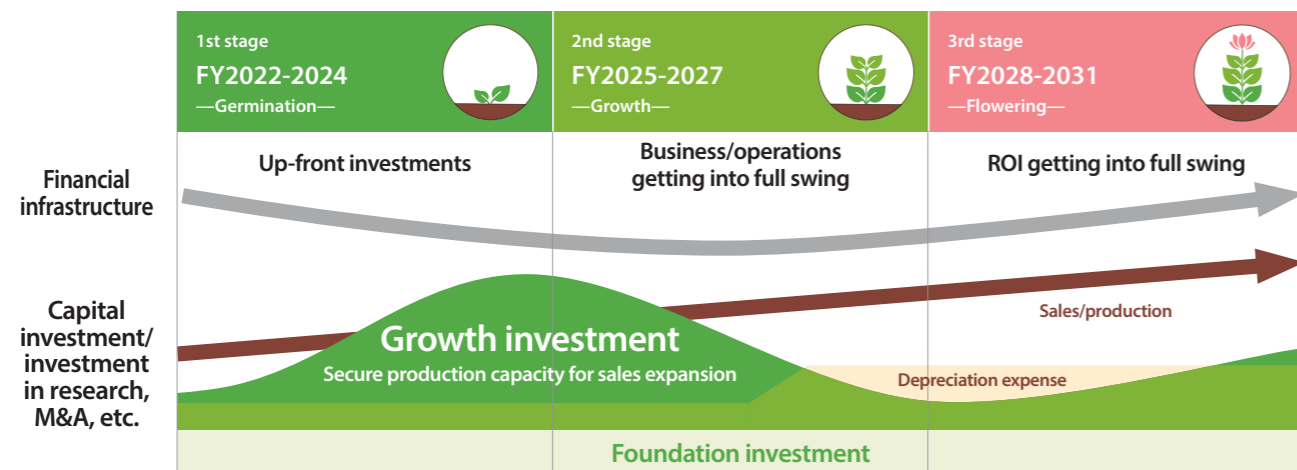 1st stage
FY2022-2024
—Germination—
2nd stage
FY2025-2027
—Growth—
3rd stage
FY2028-2031
—Flowering—
Financial
infrastructure
Up-front investments
Business/operations
getting into full swing
ROI getting into full swing
Capital
investment/
investment
in research,
M&A, etc.
Growth investment
Secure production capacity for sales expansion
Sales/production
Depreciation expense
Foundation investment